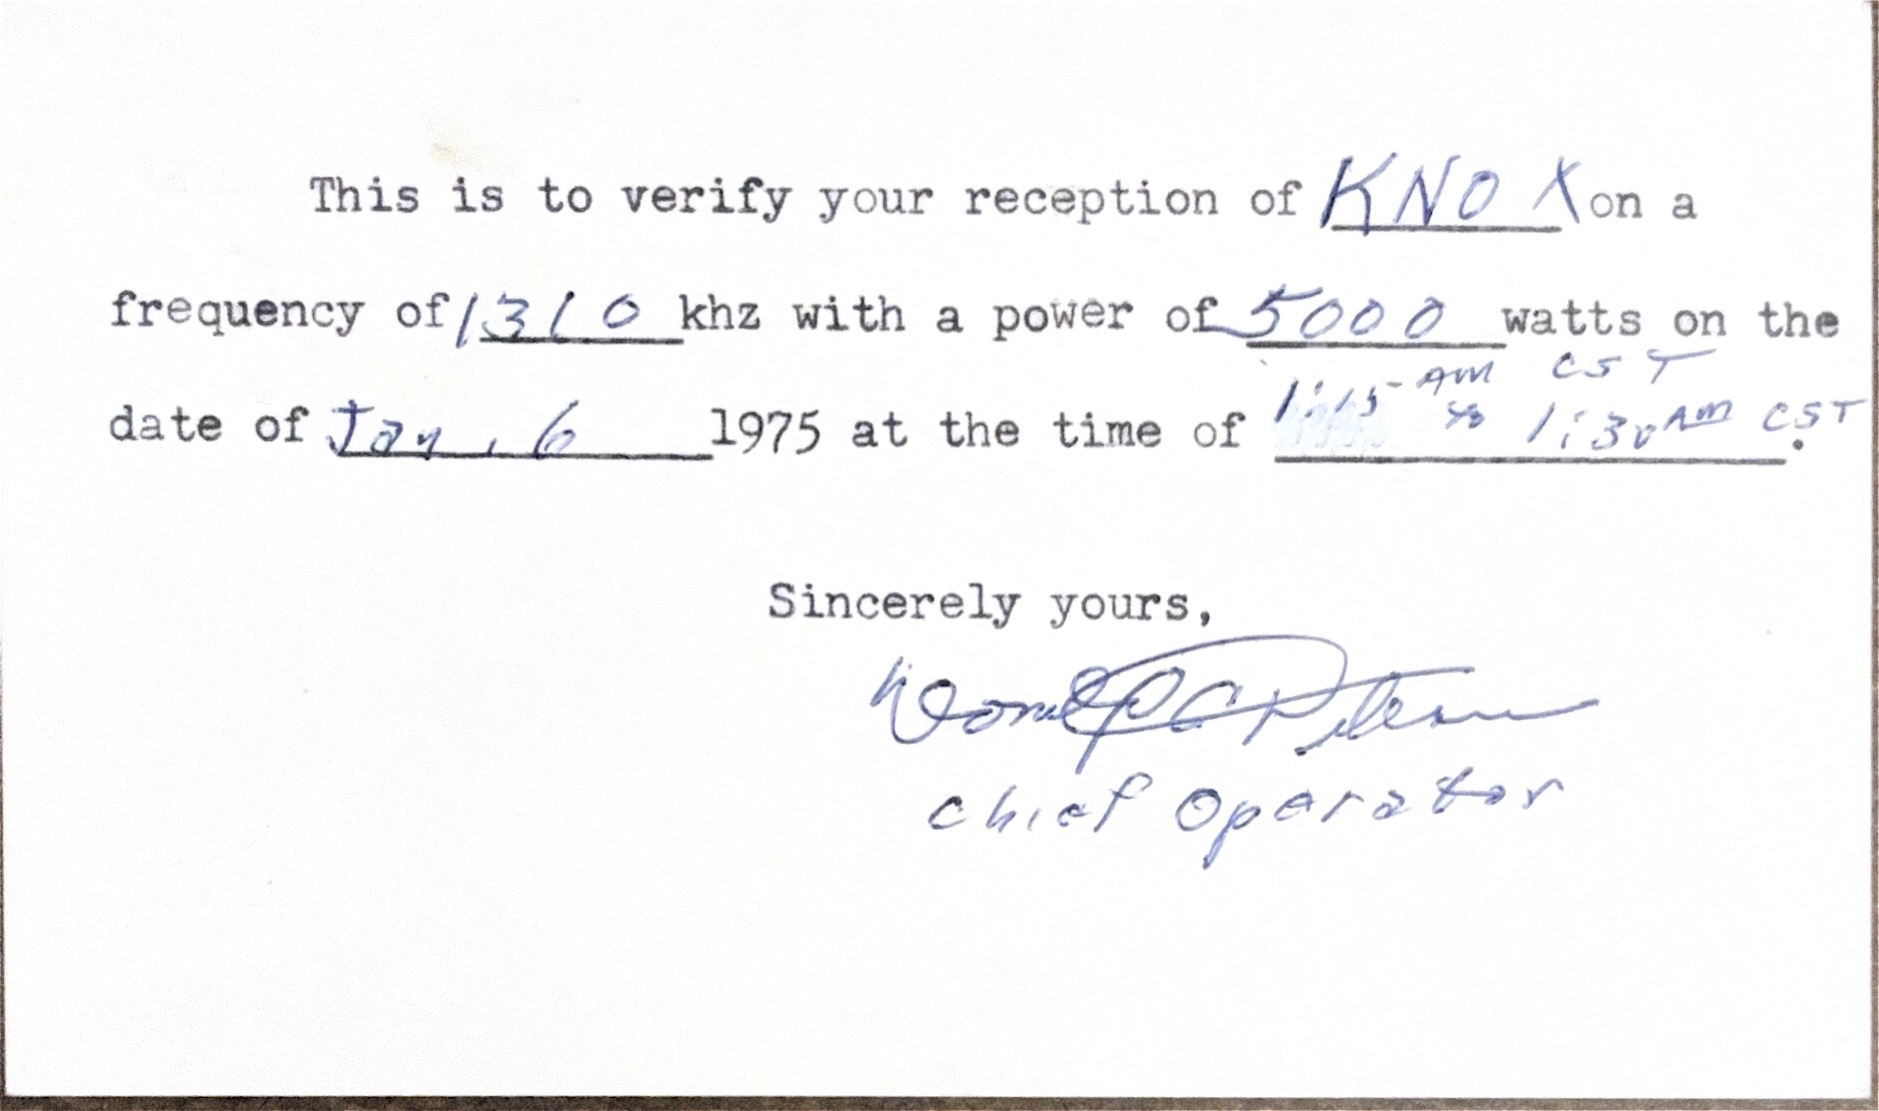 This is to verify your reception of KNOX on a
frequency of 1310 khz with a power of 5000 watts on the
1:15 AM CST
date of Jan. 6 1975 at the time of to 1:30 AM CST.
Sincerely yours,
Chief Operator